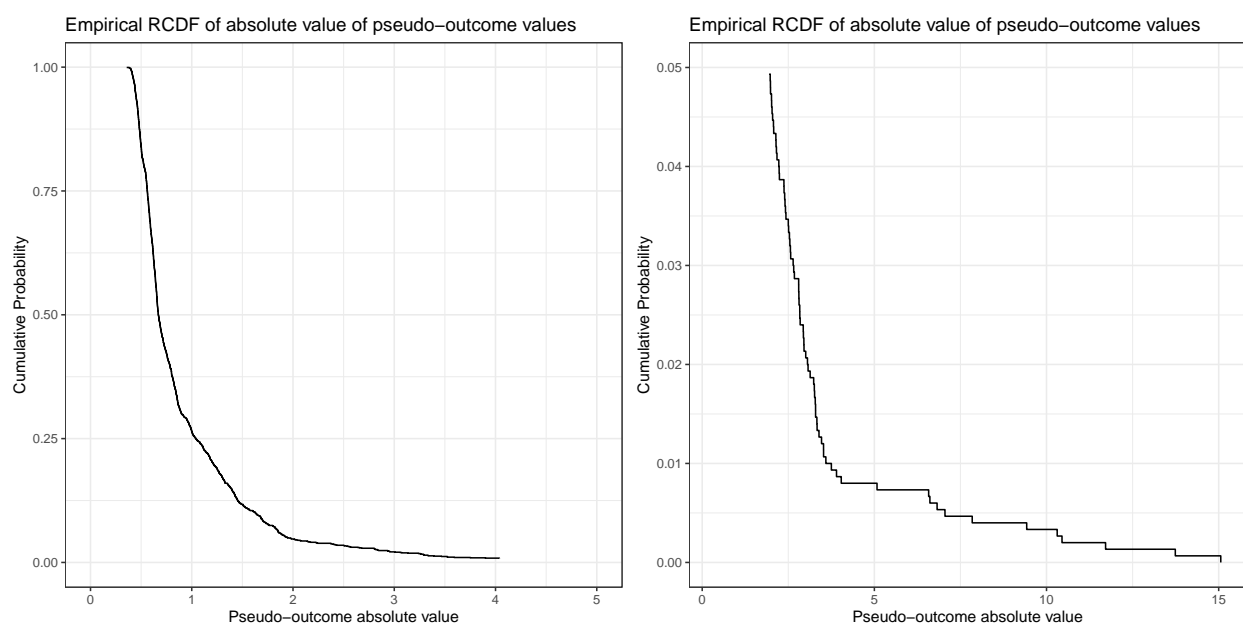 Empirical RCDF of absolute value of pseudo−outcome values
Cumulative Probability
1.00
0.75
0.50
0.25
0.00
0 1 2 3 4 5
Pseudo−outcome absolute value
Empirical RCDF of absolute value of pseudo−outcome values
Cumulative Probability
0.05
0.04
0.03
0.02
0.01
0.00
0 5 10 15
Pseudo−outcome absolute value